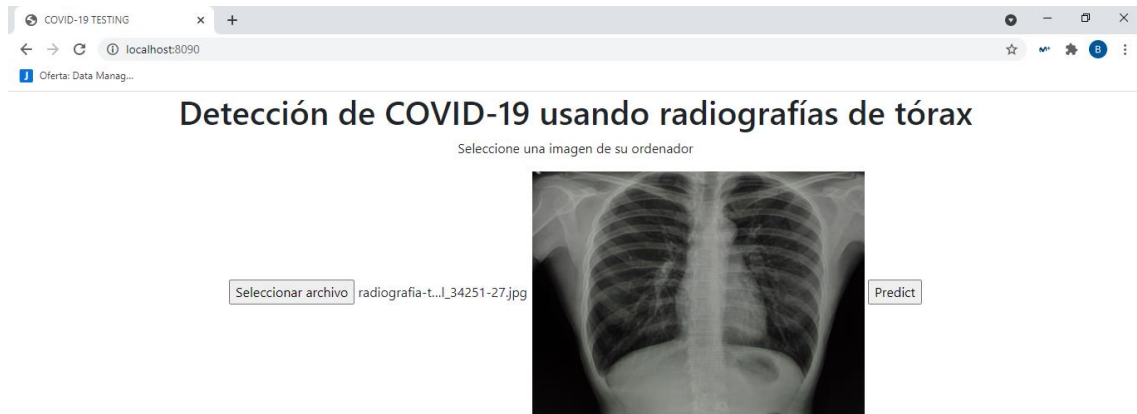 COVID-19 TESTING
localhost:8090
B
J Oferta: Data Manag...
Detección de COVID-19 usando radiografías de tórax
Seleccione una imagen de su ordenador
Seleccionar archivo radiografia-t...l_34251-27.jpg Predict